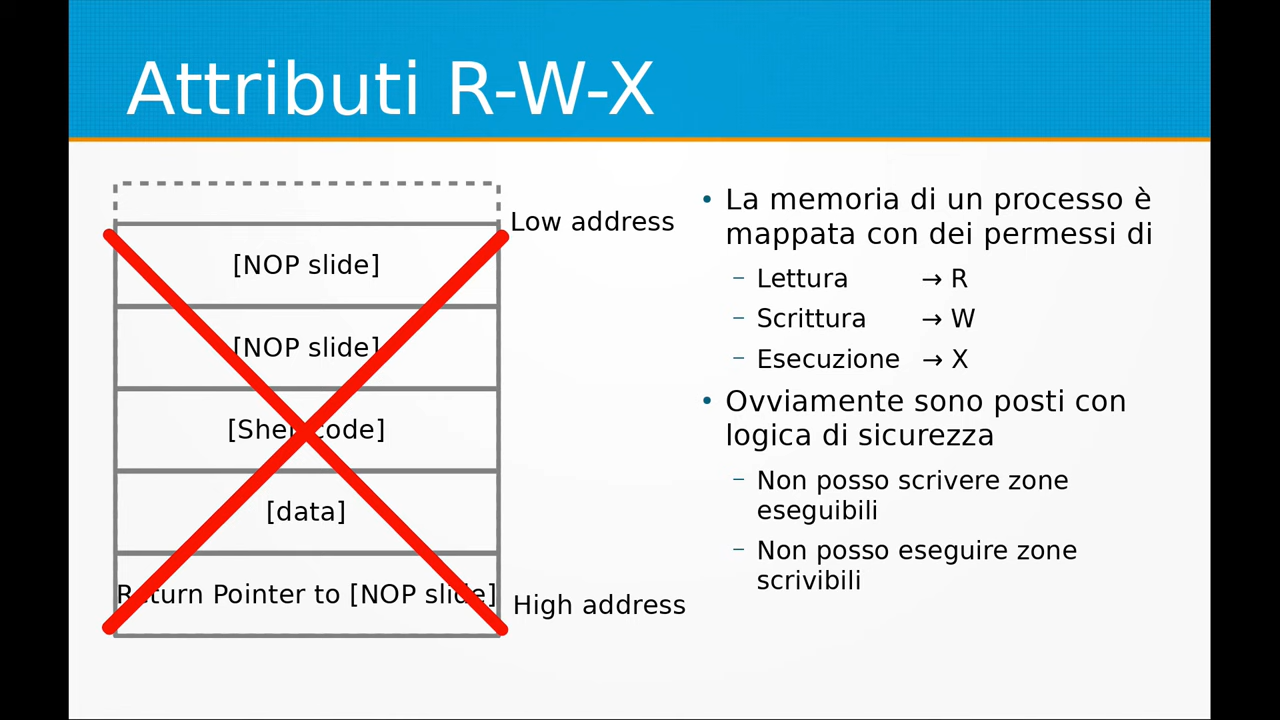 Attributi R-W-X
Low address
[NOP slide]
[NOP slide]
[Shellcode]
[data]
Return Pointer to [NOP slide]
High address
• La memoria di un processo è
mappata con dei permessi di
– Lettura → R
– Scrittura → W
– Esecuzione → X
• Ovviamente sono posti con
logica di sicurezza
– Non posso scrivere zone
eseguibili
– Non posso eseguire zone
scrivibili